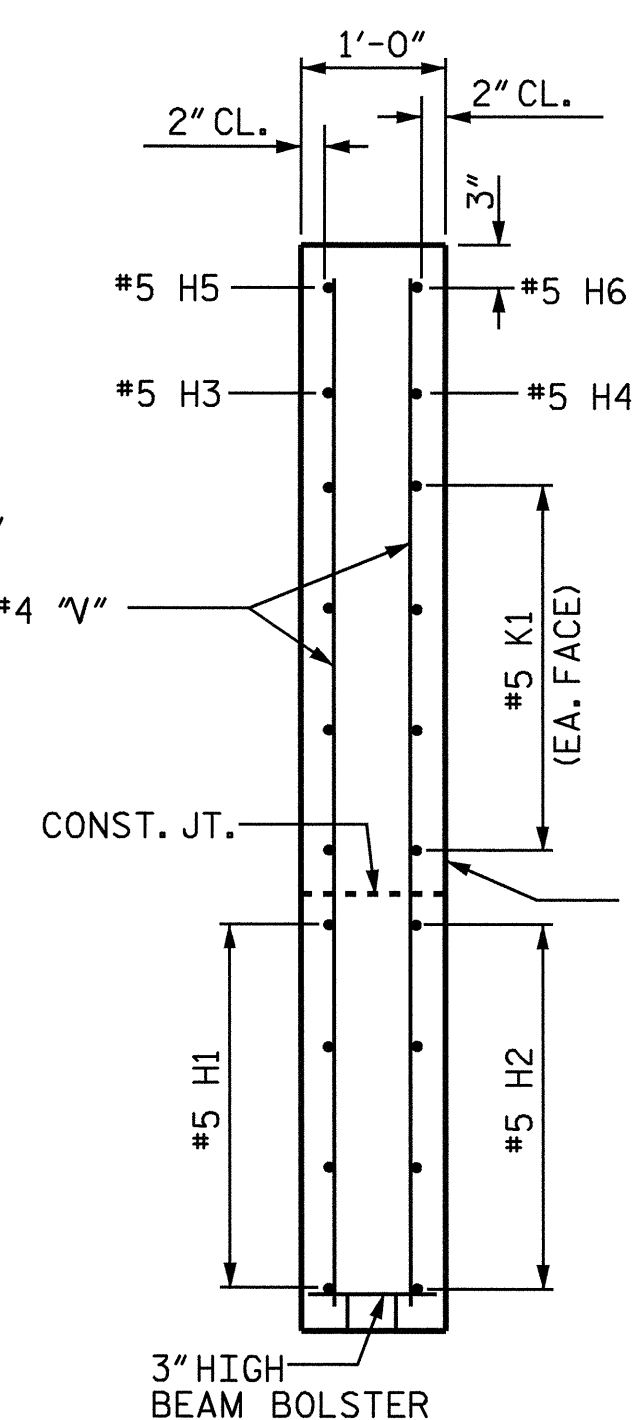 1'-0"
2" CL.
2" CL.
3"
#5 H5
#5 H6
#5 H3
#5 H4
#4 "V"
#5 K1
(EA. FACE)
CONST. JT.
#5 H1
#5 H2
3" HIGH
BEAM BOLSTER